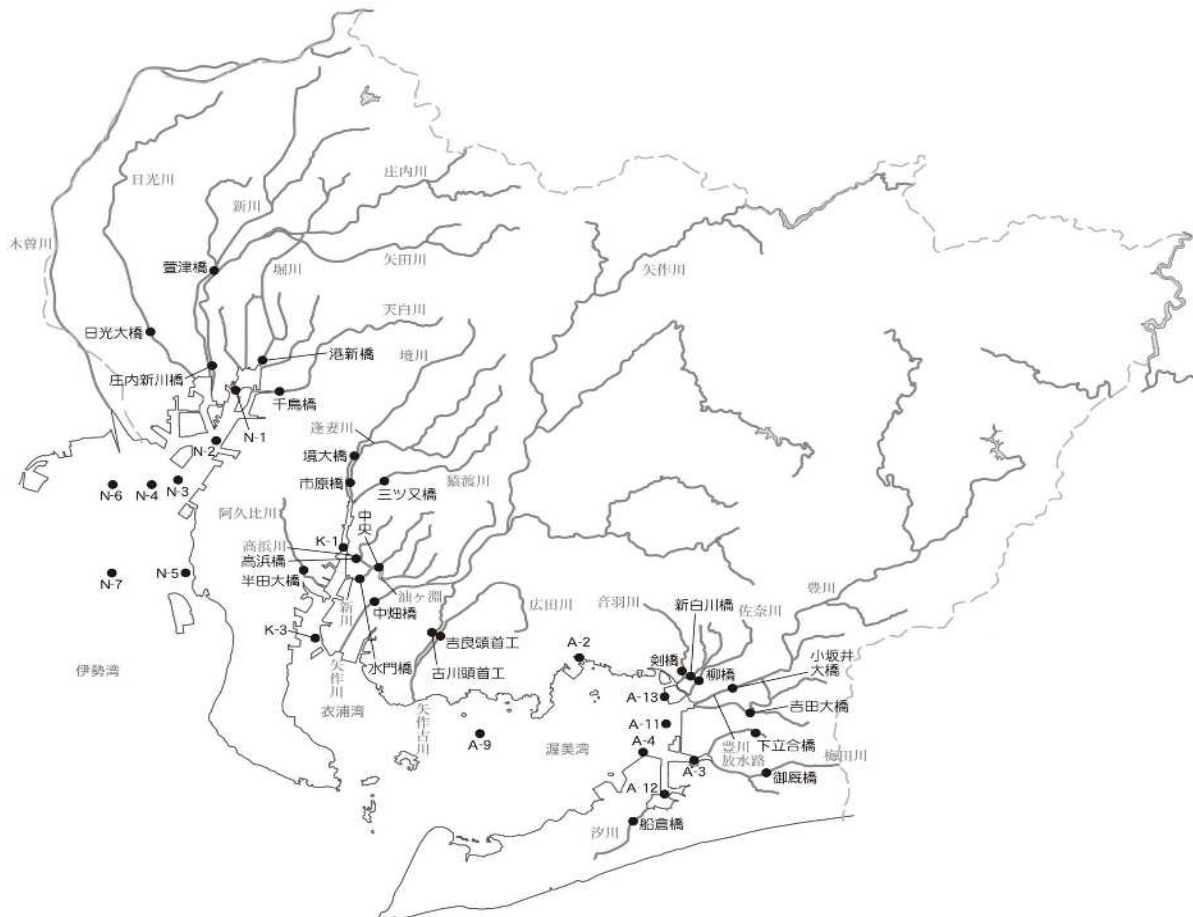 日光川
庄内川
新川
木曽川
矢田川
矢作川
萱津橋
堀川
天白川
日光大橋
港新橋
境川
庄内新川橋
千鳥橋
N-1
逢妻川
N-2
境大橋
N-3
N-4
N-6
市原橋
三ツ又橋
猿渡川
阿久比川
中央
K-1
高浜川
高浜橋
半田大橋
N-7
N-5
油ヶ淵
新川
中畑橋
広田川
音羽川
新白川橋
佐奈川
豊川
K-3
吉良頭首工
A-2
小坂井
大橋
剣橋
柳橋
伊勢湾
水門橋
古川頭首工
矢作川
A-13
吉田大橋
衣浦湾
矢作古川
A-11
A-9
渥美湾
A-4
豊川
放水路
下立合橋
梅田川
A-3
御厩橋
A-12
船倉橋
汐川